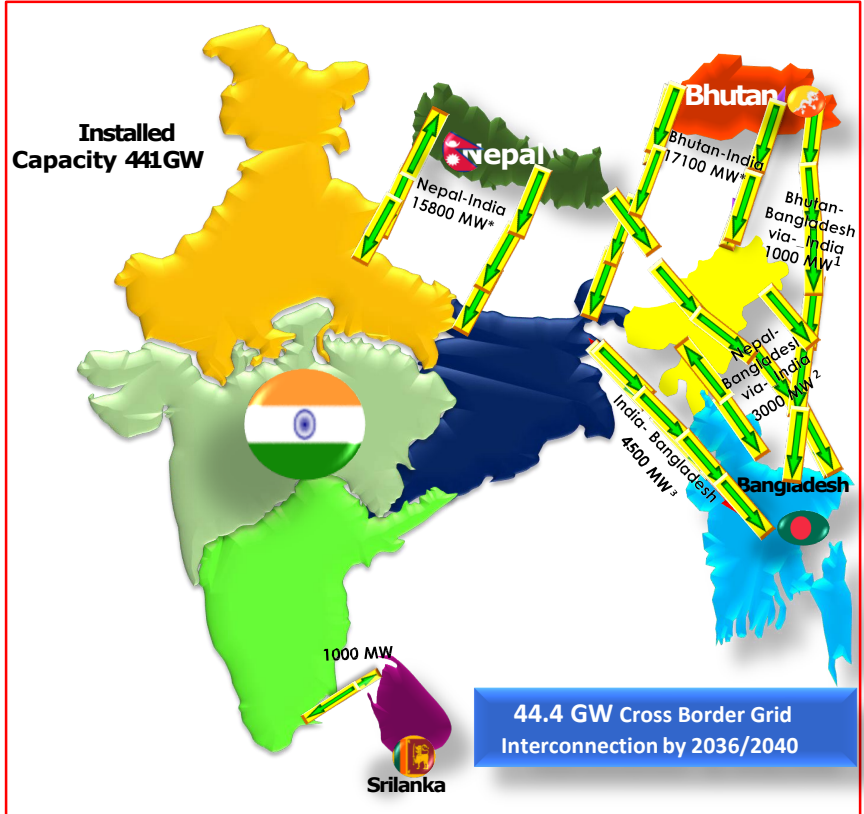 Installed
Capacity 441GW
Nepal
Bhutan
Nepal-India
15800 MW*
Bhutan-India
17100 MW*
Bhutan-
Bangladesh
via- India
1000 MW1
Nepal-
Bangladesh
via- India
3000 MW2
India- Bangladesh
4500 MW3
Bangladesh
1000 MW
Srilanka
44.4 GW Cross Border Grid
Interconnection by 2036/2040